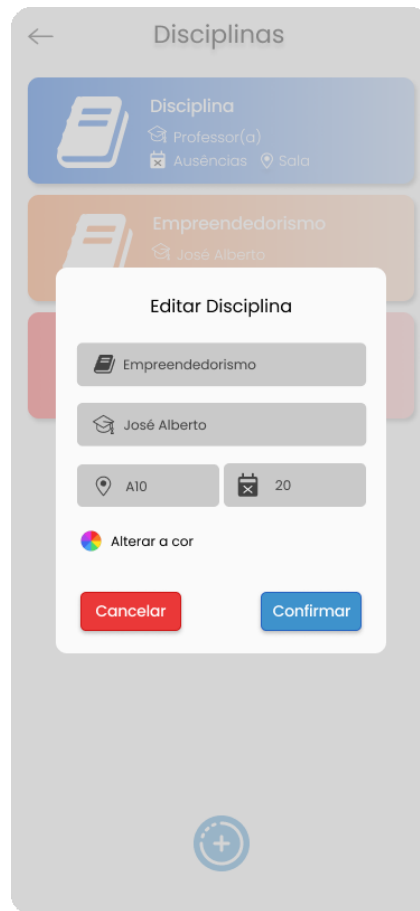 Disciplinas
Disciplina
Professor(a)
Ausências Sala
Empreendedorismo
José Alberto
Editar Disciplina
Empreendedorismo
José Alberto
A10 20
Alterar a cor
Cancelar Confirmar